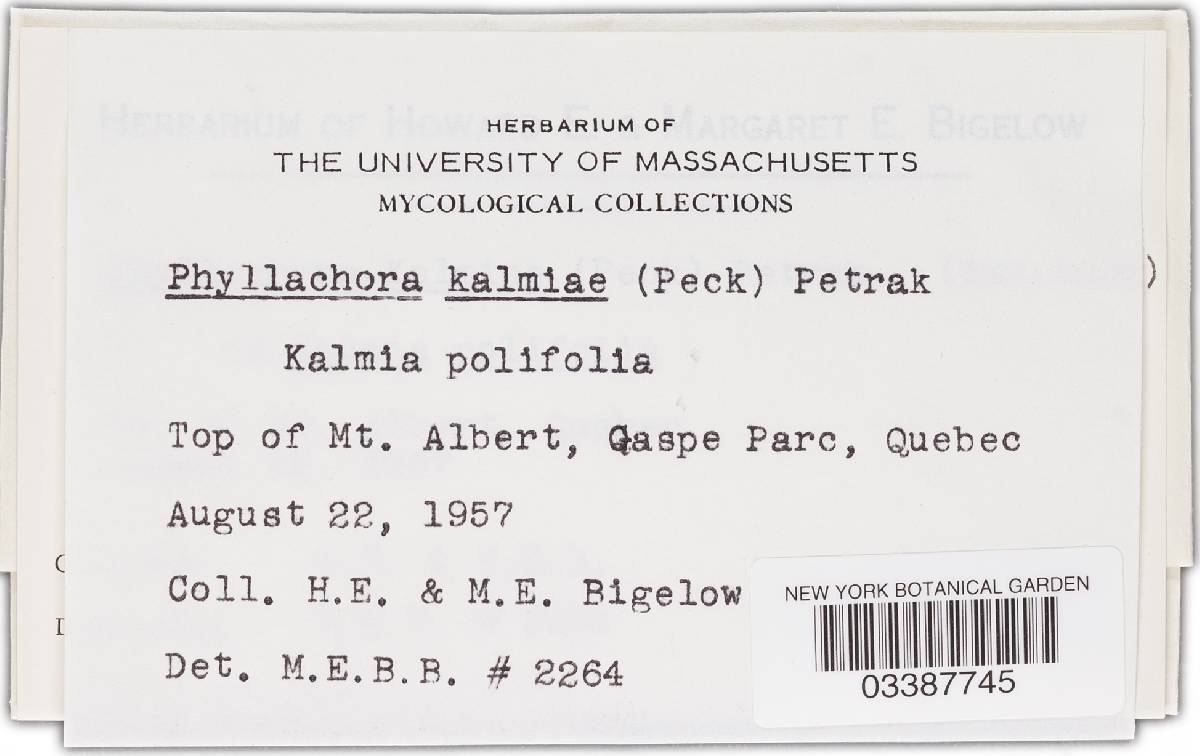 HERBARIUM OF
THE UNIVERSITY OF MASSACHUSETTS
MYCOLOGICAL COLLECTIONS
Phyllachora kalmiae (Peck) Petrak
Kalmia polifolia
Top of Mt. Albert, Gaspe Parc, Quebec
August 22, 1957
Coll. H.E. & M.E. Bigelow
Det. M.E.B.B. # 2264
NEW YORK BOTANICAL GARDEN
03387745